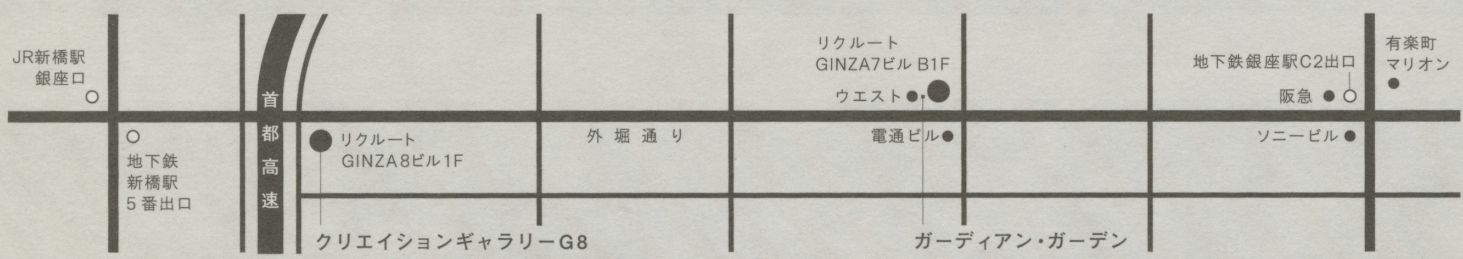 JR新橋駅
銀座口
地下鉄
新橋駅
5番出口
首都高速
リクルート
GINZA8ビル1F
クリエイションギャラリーG8
外堀通り
リクルート
GINZA7ビル B1F
ウエスト
電通ビル
ガーディアン・ガーデン
地下鉄銀座駅C2出口
阪急
ソニービル
有楽町
マリオン